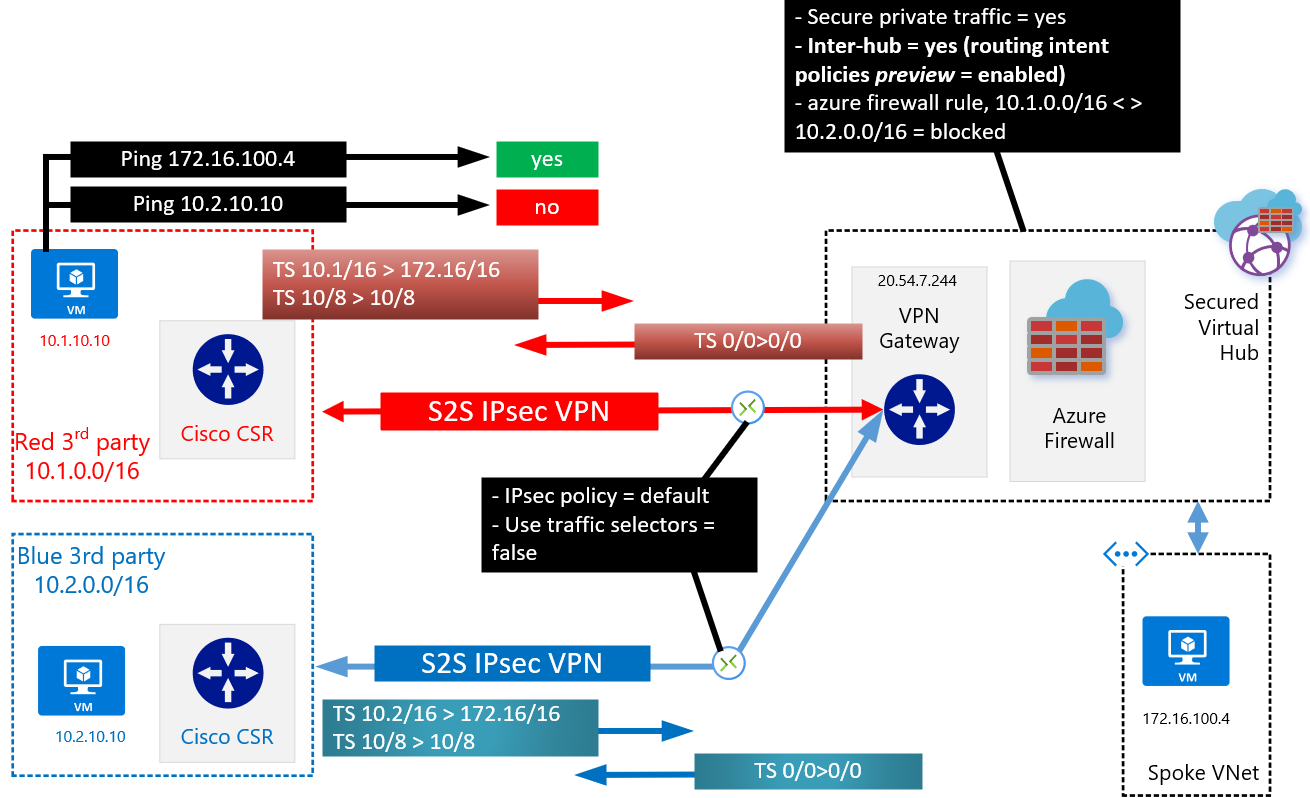 - Secure private traffic = yes
- Inter-hub = yes (routing intent
policies preview = enabled)
- azure firewall rule, 10.1.0.0/16 < >
10.2.0.0/16 = blocked
Ping 172.16.100.4
yes
Ping 10.2.10.10
no
VM
10.1.10.10
TS 10.1/16 > 172.16/16
TS 10/8 > 10/8
TS 0/0>0/0
Cisco CSR
Red 3rd party
10.1.0.0/16
S2S IPsec VPN
20.54.7.244
VPN
Gateway
Azure
Firewall
Secured
Virtual
Hub
- IPsec policy = default
- Use traffic selectors =
false
Blue 3rd party
10.2.0.0/16
VM
10.2.10.10
Cisco CSR
S2S IPsec VPN
TS 10.2/16 > 172.16/16
TS 10/8 > 10/8
TS 0/0>0/0
VM
172.16.100.4
Spoke VNet